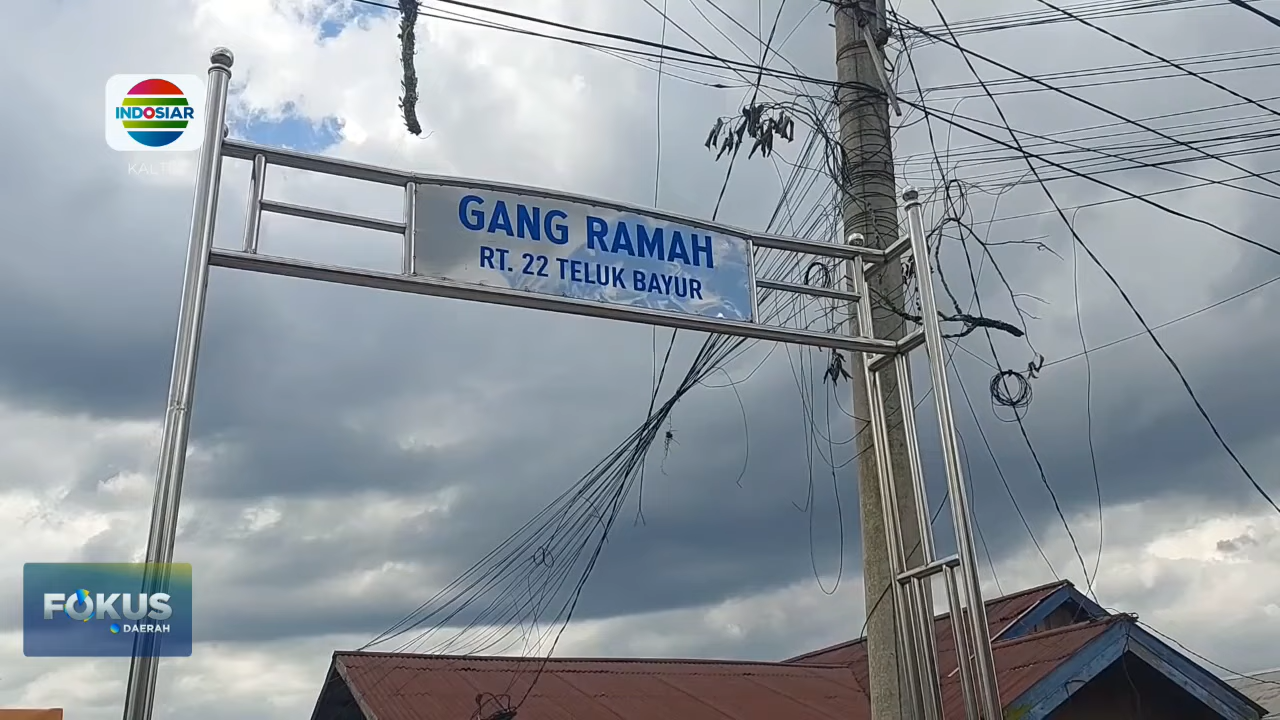 INDOSIAR
GANG RAMAH
RT. 22 TELUK BAYUR
FOKUS
DAERAH